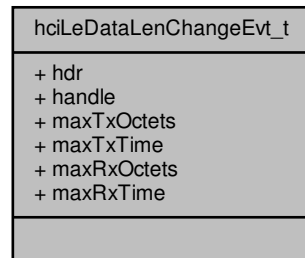 hciLeDataLenChangeEvt_t
+ hdr
+ handle
+ maxTxOctets
+ maxTxTime
+ maxRxOctets
+ maxRxTime